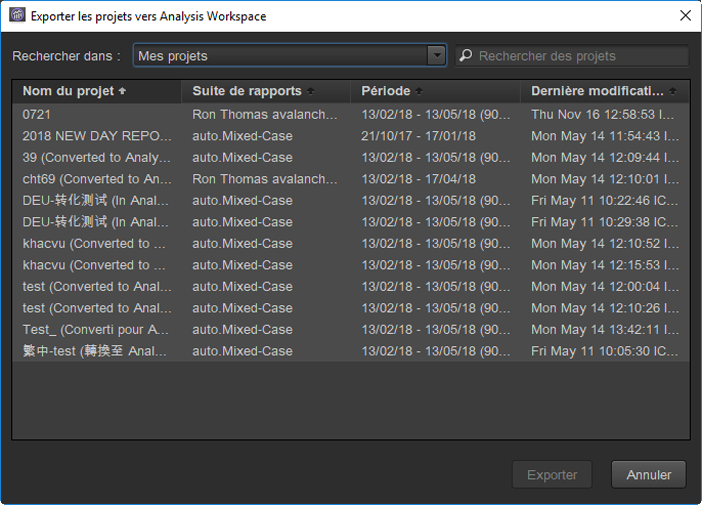 Exporter les projets vers Analysis Workspace
Rechercher dans : Mes projets Rechercher des projets
Nom du projet Suite de rapports Période Dernière modificati...
0721 Ron Thomas avalanch... 13/02/18 - 13/05/18 (90... Thu Nov 16 12:58:53 I...
2018 NEW DAY REPO... auto.Mixed-Case 21/10/17 - 17/01/18 Mon May 14 11:54:43 I...
39 (Converted to Analy... auto.Mixed-Case 13/02/18 - 13/05/18 (90... Mon May 14 12:09:44 I...
cht69 (Converted to An... Ron Thomas avalanch... 13/02/18 - 17/04/18 Mon May 14 12:10:01 I...
DEU-转化测试 (In Anal... auto.Mixed-Case 13/02/18 - 13/05/18 (90... Fri May 11 10:22:46 IC...
DEU-转化测试 (In Anal... auto.Mixed-Case 13/02/18 - 13/05/18 (90... Fri May 11 10:29:38 IC...
khacvu (Converted to ... auto.Mixed-Case 13/02/18 - 13/05/18 (90... Mon May 14 12:10:52 I...
khacvu (Converted to ... auto.Mixed-Case 13/02/18 - 13/05/18 (90... Mon May 14 12:15:53 I...
test (Converted to Anal... auto.Mixed-Case 13/02/18 - 13/05/18 (90... Mon May 14 12:00:04 I...
test (Converted to Anal... auto.Mixed-Case 13/02/18 - 13/05/18 (90... Mon May 14 12:10:26 I...
Test_ (Converti pour A... auto.Mixed-Case 13/02/18 - 13/05/18 (90... Mon May 14 13:42:11 I...
繁中-test (轉換至 Anal... auto.Mixed-Case 13/02/18 - 13/05/18 (90... Fri May 11 10:05:30 IC...
Exporter Annuler